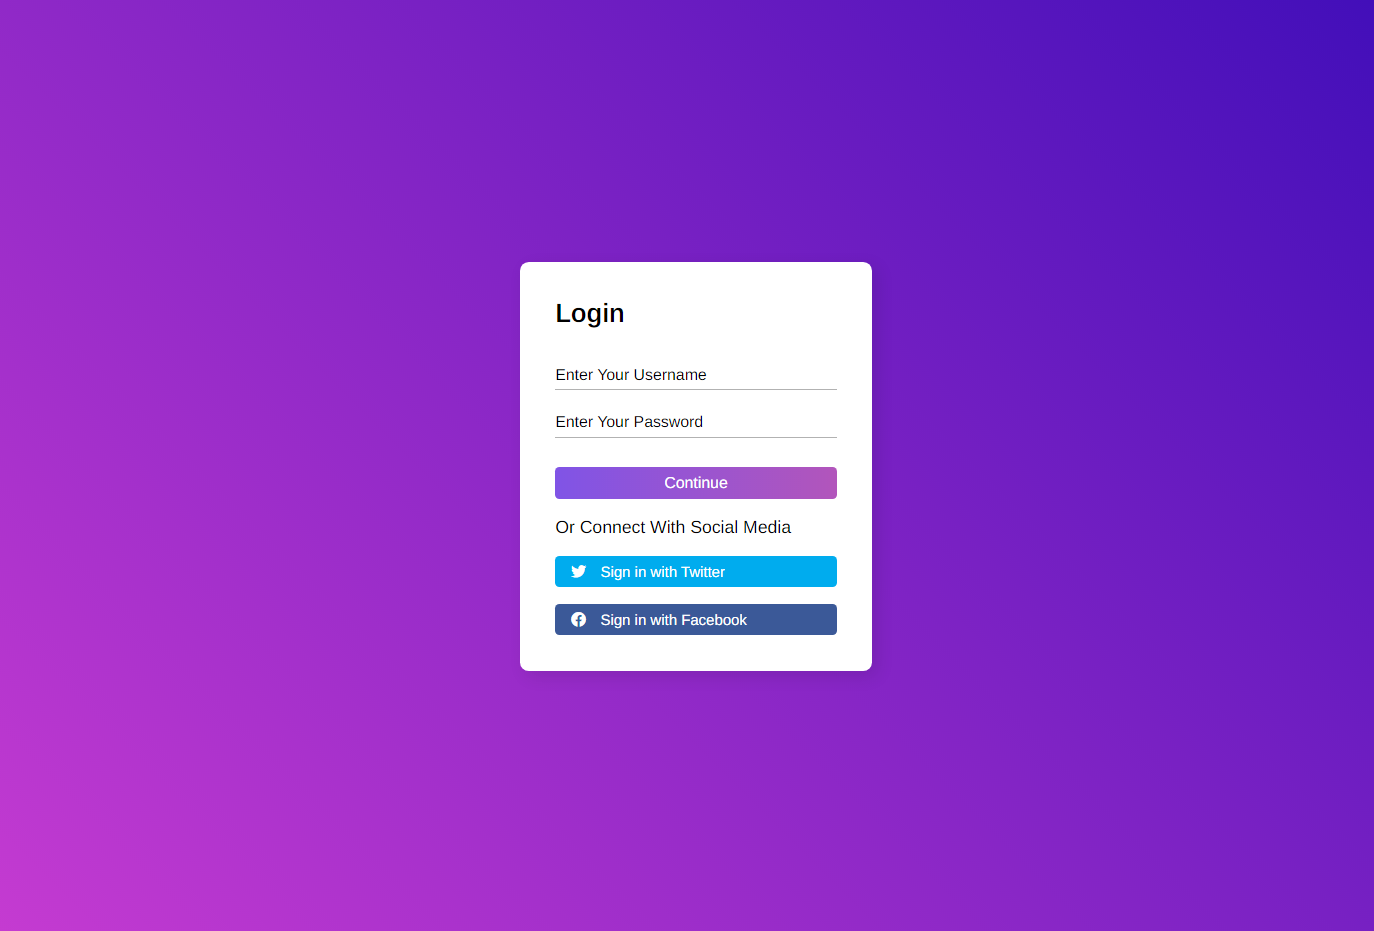 Login
Enter Your Username
Enter Your Password
Continue
Or Connect With Social Media
Sign in with Twitter
Sign in with Facebook